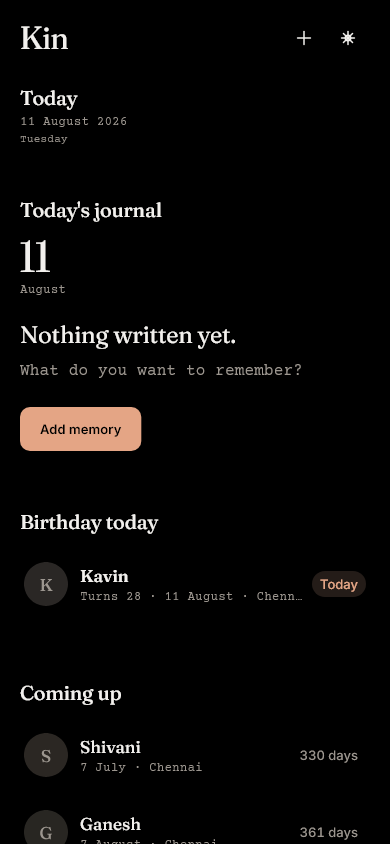 Kin
Today
11 August 2026
Tuesday
Today's journal
11
August
Nothing written yet.
What do you want to remember?
Add memory
Birthday today
K
Kavin
Turns 28 · 11 August · Chenn…
Today
Coming up
S
Shivani
7 July · Chennai
330 days
G
Ganesh
7 August · Chennai
361 days